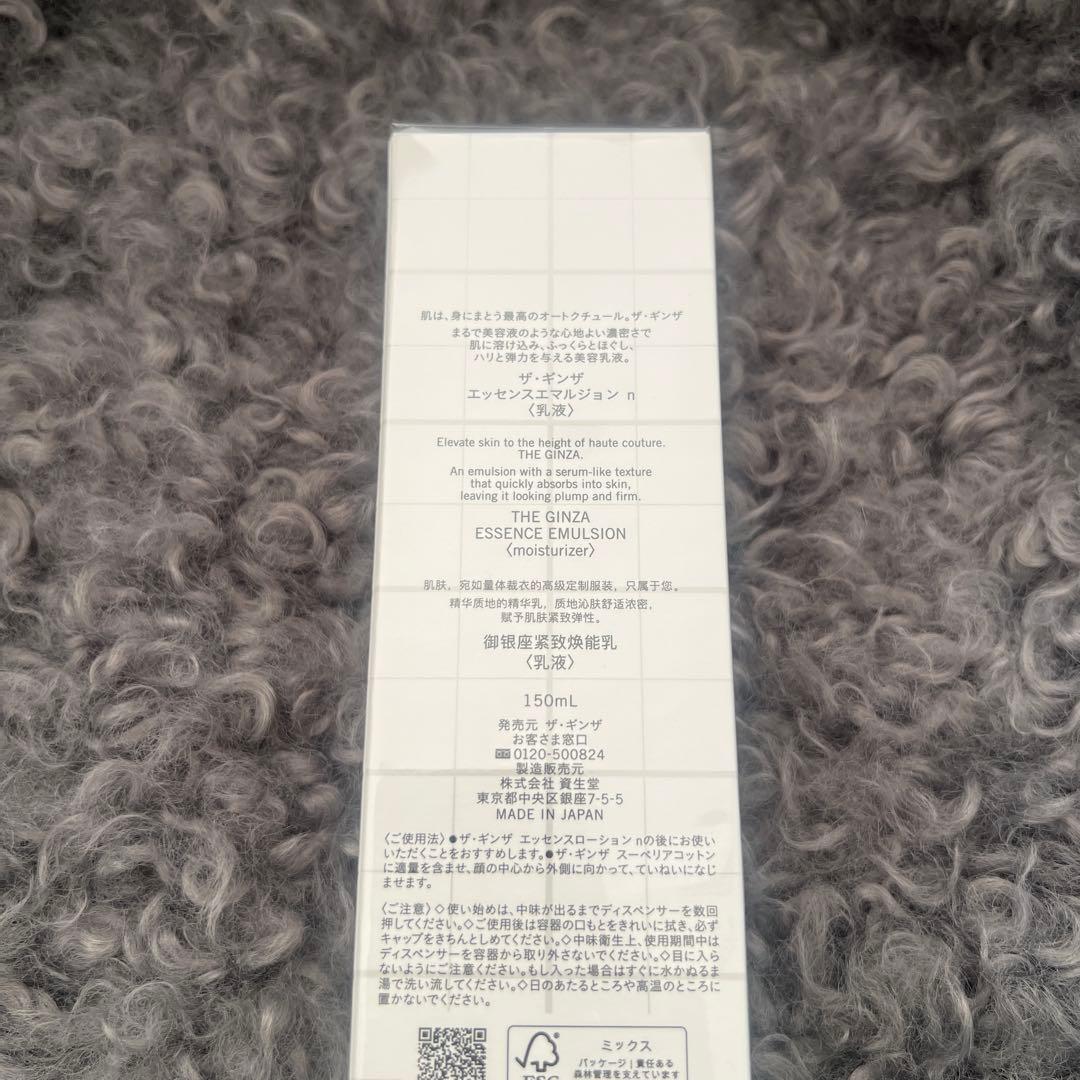 肌は、身にまとう最高のオートクチュール。ザ・ギンザ
まるで美容液のような心地よい濃密さで
肌に溶け込み、ふっくらとほぐし、
ハリと弾力を与える美容乳液。
ザ・ギンザ
エッセンスエマルジョン n
〈乳液〉
Elevate skin to the height of haute couture.
THE GINZA.
An emulsion with a serum-like texture
that quickly absorbs into skin,
leaving it looking plump and firm.
THE GINZA
ESSENCE EMULSION
〈moisturizer〉
肌肤，宛如量体裁衣的高级定制服装，只属于您。
精华质地的精华乳，质地沁肤舒适浓密，
赋予肌肤紧致弹性。
御银座紧致焕能乳
〈乳液〉
150mL
発売元 ザ・ギンザ
お客さま窓口
0120-500824
製造販売元
株式会社 資生堂
東京都中央区銀座7-5-5
MADE IN JAPAN
〈ご使用法〉●ザ・ギンザ エッセンスローション nの後にお使い
いただくことをおすすめします。●ザ・ギンザ スーペリアコットン
に適量を含ませ、顔の中心から外側に向かって、ていねいになじ
ませます。
〈ご注意〉◇使い始めは、中味が出るまでディスペンサーを数回
押してください。◇ご使用後は容器の口もとをきれいに拭き、必ず
キャップをきちんとしめてください。◇中味衛生上、使用期間中は
ディスペンサーを容器から取り外さないでください。◇目に入ら
ないようにご注意ください。もし入った場合はすぐに水かぬるま
湯で洗い流してください。◇日のあたるところや高温のところに
置かないでください。
ミックス
パッケージ｜責任ある
森林管理を支えています
FSC